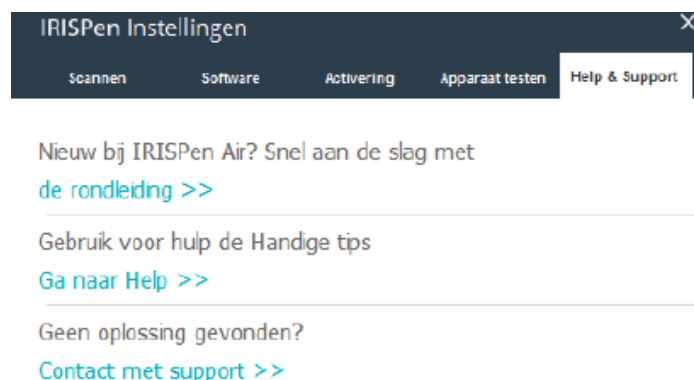 IRISPen Instellingen
Scannen Software Activering Apparaat testen Help & Support
Nieuw bij IRISPen Air? Snel aan de slag met
de rondleiding >>
Gebruik voor hulp de Handige tips
Ga naar Help >>
Geen oplossing gevonden?
Contact met support >>